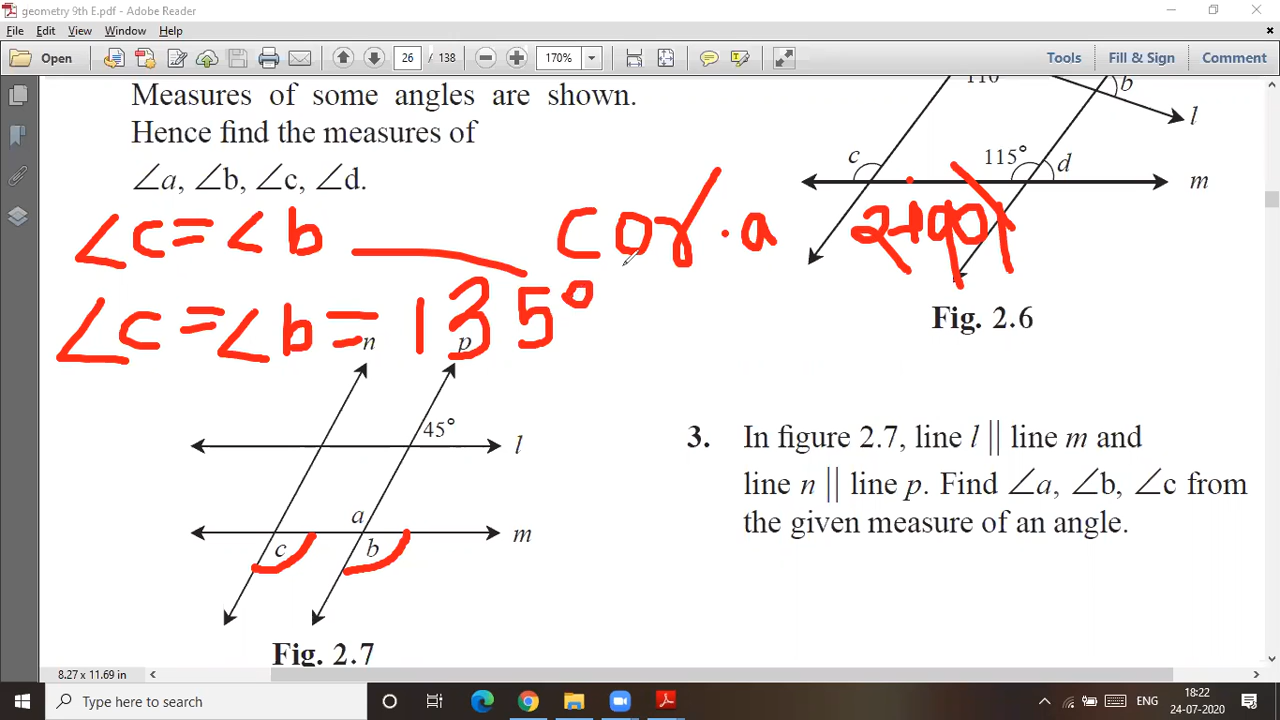 geometry 9th E.pdf - Adobe Reader
File Edit View Window Help
Open 26 / 138 170% Tools Fill & Sign Comment
Measures of some angles are shown.
Hence find the measures of
∠a, ∠b, ∠c, ∠d.
110
b
l
c 115° d
m
Fig. 2.6
∠c = ∠b cor. a
∠c = ∠b = 135°
n p
45°
l
a
m
c b
Fig. 2.7
3. In figure 2.7, line l || line m and
line n || line p. Find ∠a, ∠b, ∠c from
the given measure of an angle.
8.27 x 11.69 in
Type here to search
ENG
18:22
24-07-2020